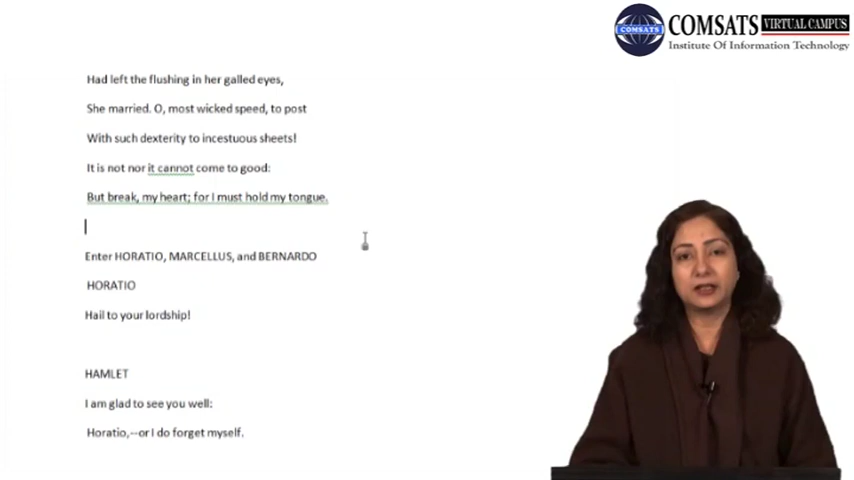 COMSATS VIRTUAL CAMPUS
COMSATS
Institute Of Information Technology
Had left the flushing in her galled eyes,
She married. O, most wicked speed, to post
With such dexterity to incestuous sheets!
It is not nor it cannot come to good:
But break, my heart; for I must hold my tongue.
Enter HORATIO, MARCELLUS, and BERNARDO
HORATIO
Hail to your lordship!
HAMLET
I am glad to see you well:
Horatio,--or I do forget myself.